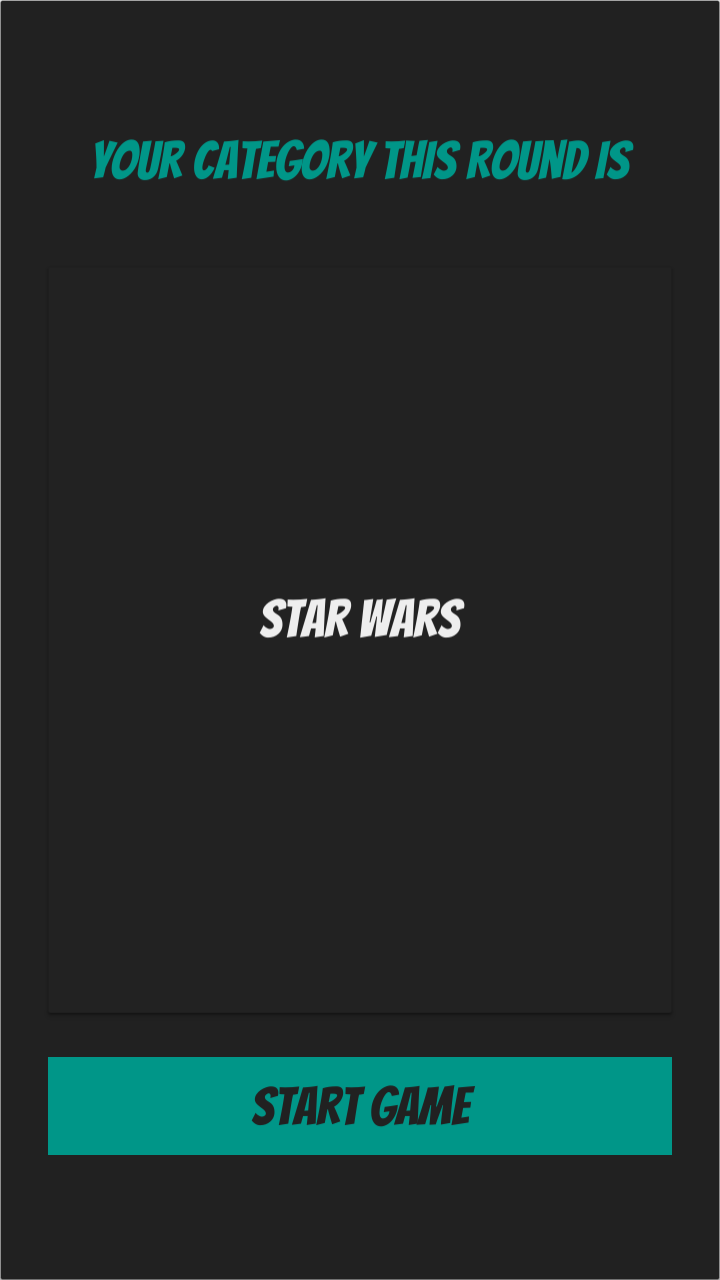 YOUR CATEGORY THIS ROUND IS
STAR WARS
START GAME